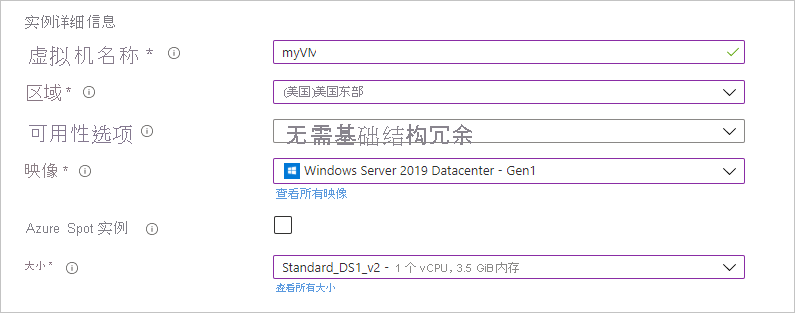 实例详细信息
虚拟机名称 * myVM
区域 * (美国)美国东部
可用性选项 无需基础结构冗余
映像 * Windows Server 2019 Datacenter - Gen1
查看所有映像
Azure Spot 实例
大小 * Standard_DS1_v2 - 1 个 vCPU, 3.5 GiB内存
查看所有大小